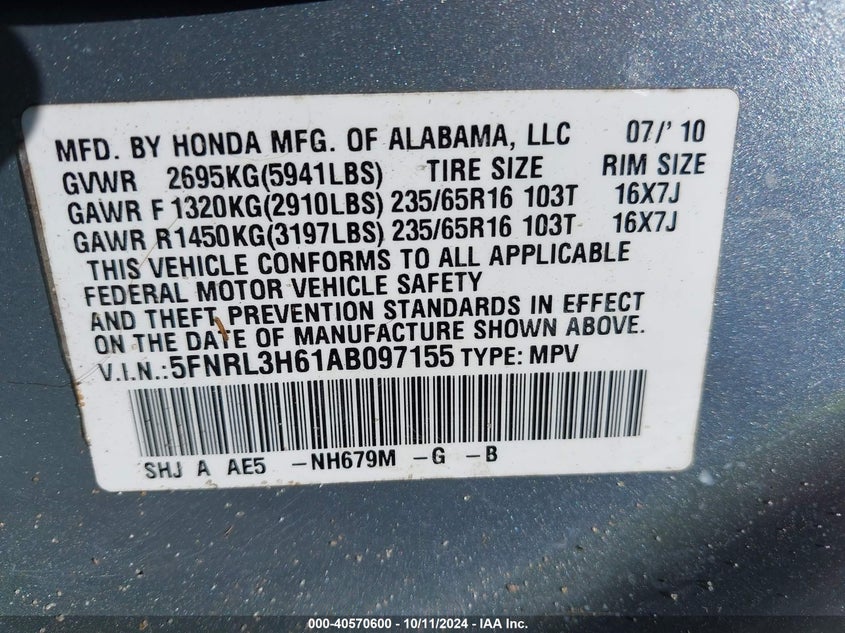 MFD. BY HONDA MFG. OF ALABAMA, LLC 07/'10
GVWR 2695KG(5941LBS) TIRE SIZE RIM SIZE
GAWR F1320KG(2910LBS) 235/65R16 103T 16X7J
GAWR R1450KG(3197LBS) 235/65R16 103T 16X7J
THIS VEHICLE CONFORMS TO ALL APPLICABLE
FEDERAL MOTOR VEHICLE SAFETY
AND THEFT PREVENTION STANDARDS IN EFFECT
ON THE DATE OF MANUFACTURE SHOWN ABOVE.
V.I.N.:5FNRL3H61AB097155 TYPE: MPV
SHJ A AE5 -NH679M -G -B
000-40570600 - 10/11/2024 - IAA Inc.